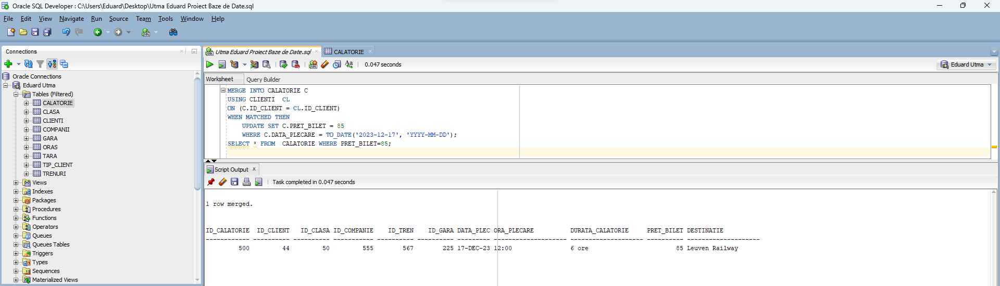 Oracle SQL Developer : C:\Users\Eduard\Desktop\Utma Eduard Proiect Baze de Date.sql
File Edit View Navigate Run Source Team Tools Window Help
Connections
Oracle Connections
Eduard Utma
Tables (Filtered)
CALATORIE
CLASA
CLIENTI
COMPANII
GARA
ORAS
TARA
TIP_CLIENT
TRENURI
Views
Indexes
Packages
Procedures
Functions
Operators
Queues
Queues Tables
Triggers
Types
Sequences
Materialized Views
Utma Eduard Proiect Baze de Date.sql CALATORIE
0.047 seconds
Eduard Utma
Worksheet Query Builder
MERGE INTO CALATORIE C
USING CLIENTI CL
ON (C.ID_CLIENT = CL.ID_CLIENT)
WHEN MATCHED THEN
UPDATE SET C.PRET_BILET = 85
WHERE C.DATA_PLECARE = TO_DATE('2023-12-17', 'YYYY-MM-DD');
SELECT * FROM CALATORIE WHERE PRET_BILET=85;
Script Output x
Task completed in 0.047 seconds
1 row merged.
ID_CALATORIE ID_CLIENT ID_CLASA ID_COMPANIE ID_TREN ID_GARA DATA_PLEC ORA_PLECARE DURATA_CALATORIE PRET_BILET DESTINATIE
------------ ---------- ---------- ----------- ---------- ---------- --------- -------------------- -------------------- ---------- --------------------
500 44 50 555 567 225 17-DEC-23 12:00 6 ore 85 Leuven Railway